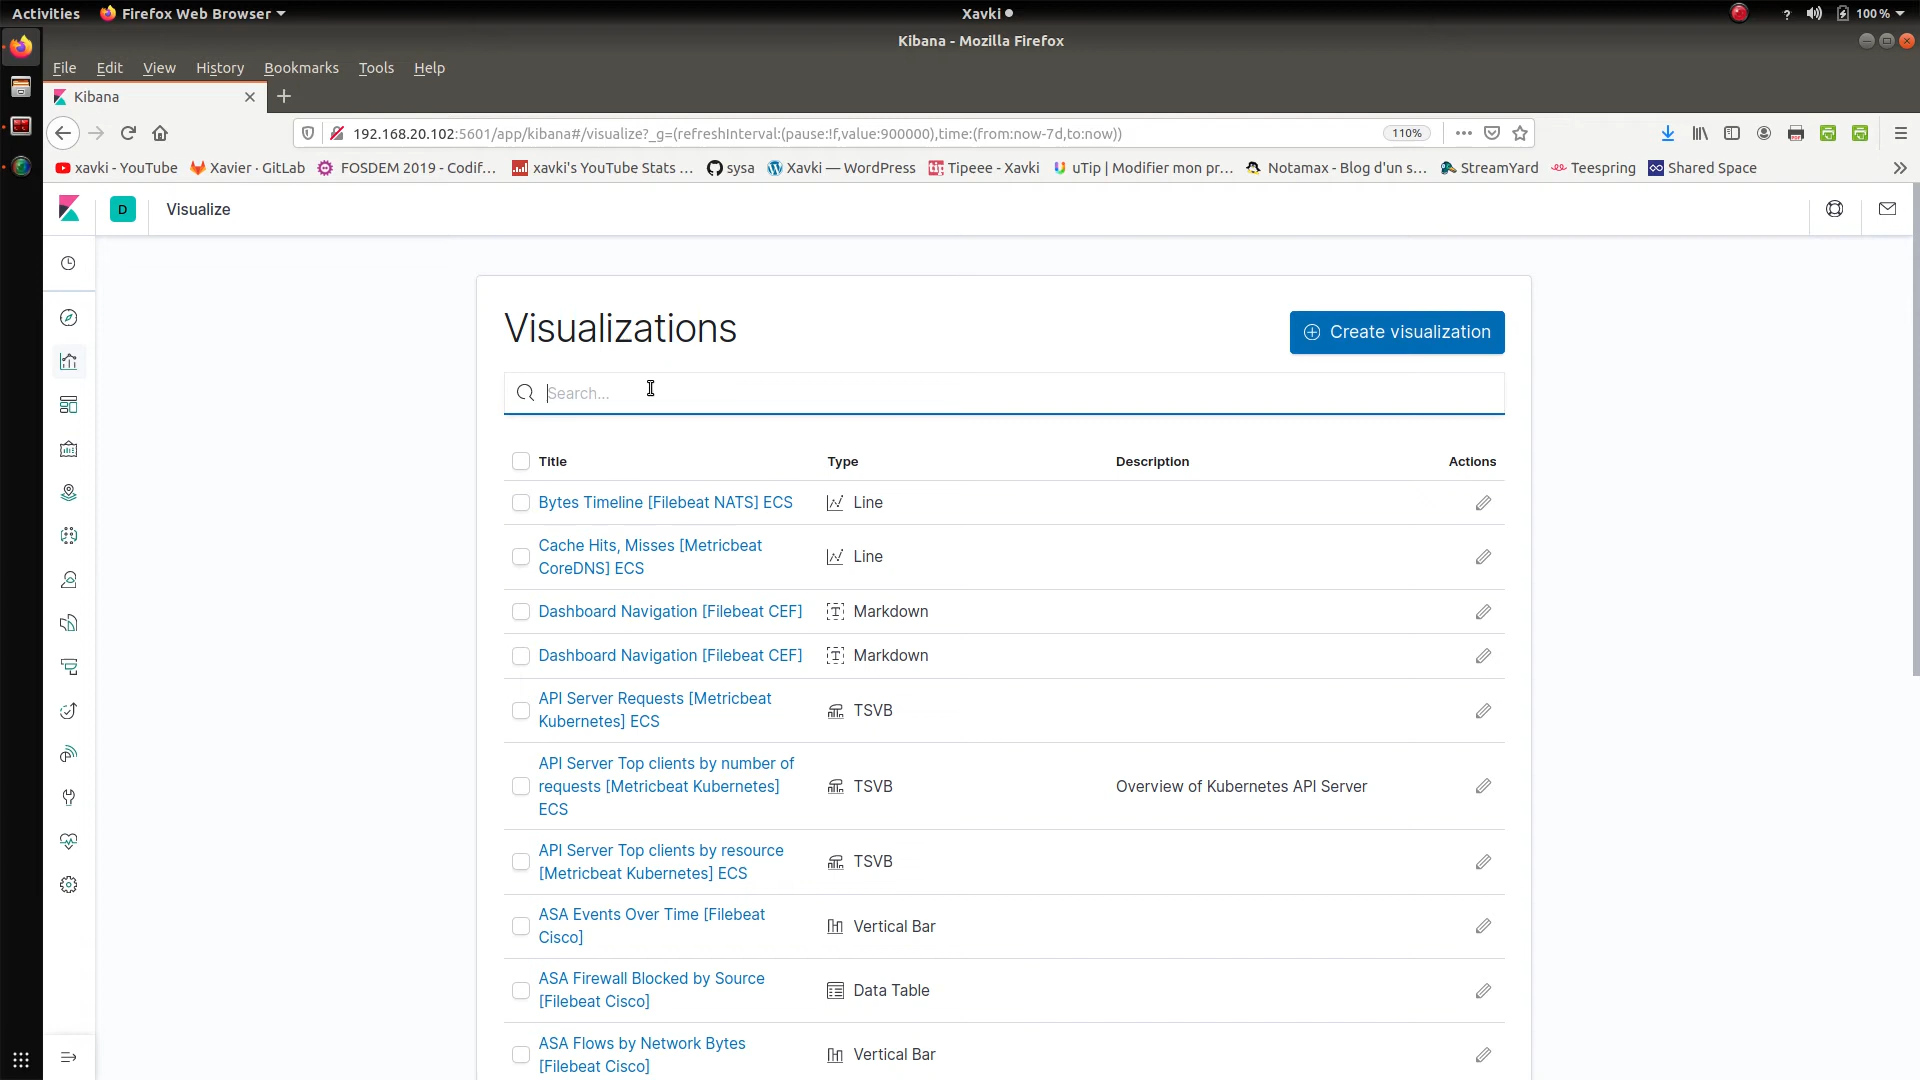 Activities
Firefox Web Browser
Xavki
?
100 %
Kibana - Mozilla Firefox
File Edit View History Bookmarks Tools Help
Kibana
192.168.20.102:5601/app/kibana#/visualize?_g=(refreshInterval:(pause:!f,value:900000),time:(from:now-7d,to:now))
110%
xavki - YouTube
Xavier · GitLab
FOSDEM 2019 - Codif...
xavki's YouTube Stats ...
sysa
Xavki — WordPress
Tipeee - Xavki
uTip | Modifier mon pr...
Notamax - Blog d'un s...
StreamYard
Teespring
Shared Space
D
Visualize
Visualizations
Create visualization
Search...
Title Type Description Actions
Bytes Timeline [Filebeat NATS] ECS Line
Cache Hits, Misses [Metricbeat
CoreDNS] ECS
Line
Dashboard Navigation [Filebeat CEF] Markdown
Dashboard Navigation [Filebeat CEF] Markdown
API Server Requests [Metricbeat
Kubernetes] ECS
TSVB
API Server Top clients by number of
requests [Metricbeat Kubernetes]
ECS
TSVB
Overview of Kubernetes API Server
API Server Top clients by resource
[Metricbeat Kubernetes] ECS
TSVB
ASA Events Over Time [Filebeat
Cisco]
Vertical Bar
ASA Firewall Blocked by Source
[Filebeat Cisco]
Data Table
ASA Flows by Network Bytes
[Filebeat Cisco]
Vertical Bar